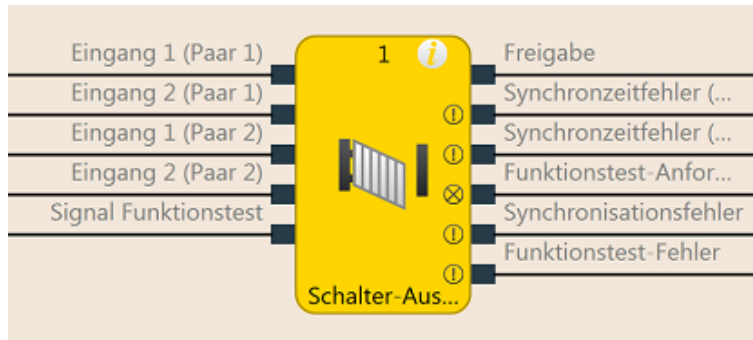 Eingang 1 (Paar 1)
Eingang 2 (Paar 1)
Eingang 1 (Paar 2)
Eingang 2 (Paar 2)
Signal Funktionstest
1
i
Schalter-Aus...
Freigabe
Synchronzeitfehler (...
Synchronzeitfehler (...
Funktionstest-Anfor...
Synchronisationsfehler
Funktionstest-Fehler